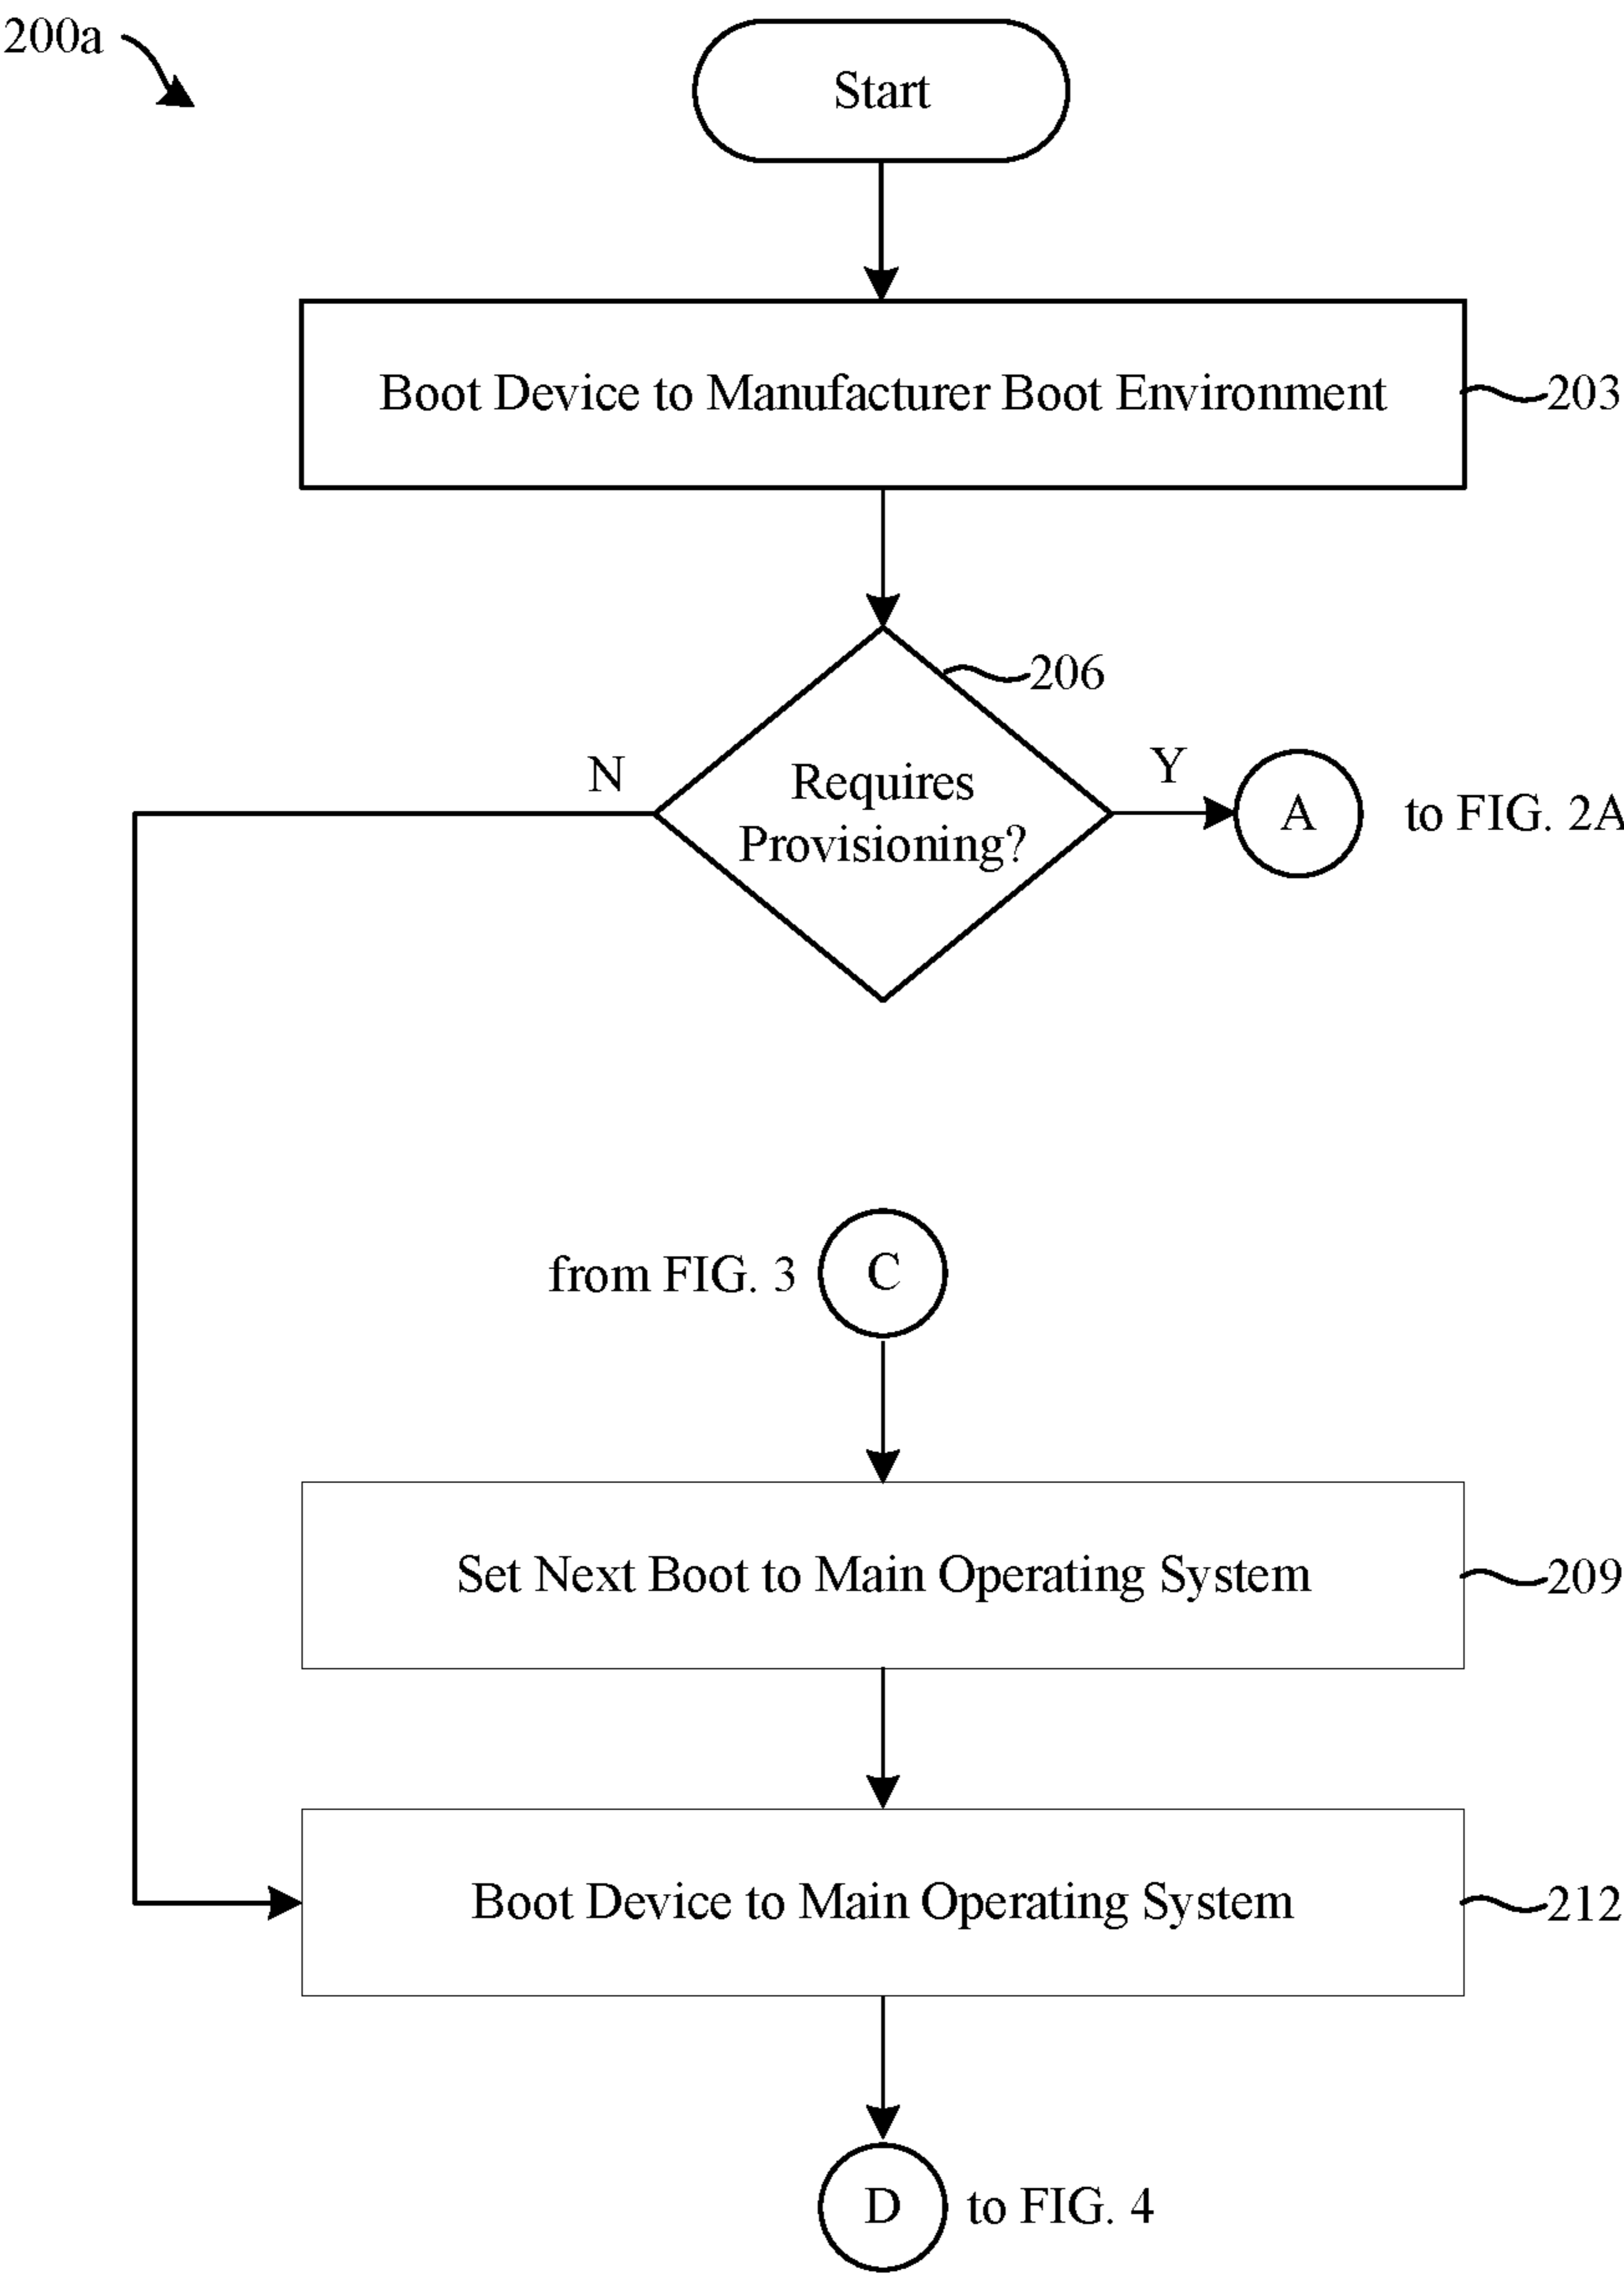 200a
Start
Boot Device to Manufacturer Boot Environment
203
206
N
Requires
Provisioning?
Y
A
to FIG. 2A
from FIG. 3
C
Set Next Boot to Main Operating System
209
Boot Device to Main Operating System
212
D
to FIG. 4